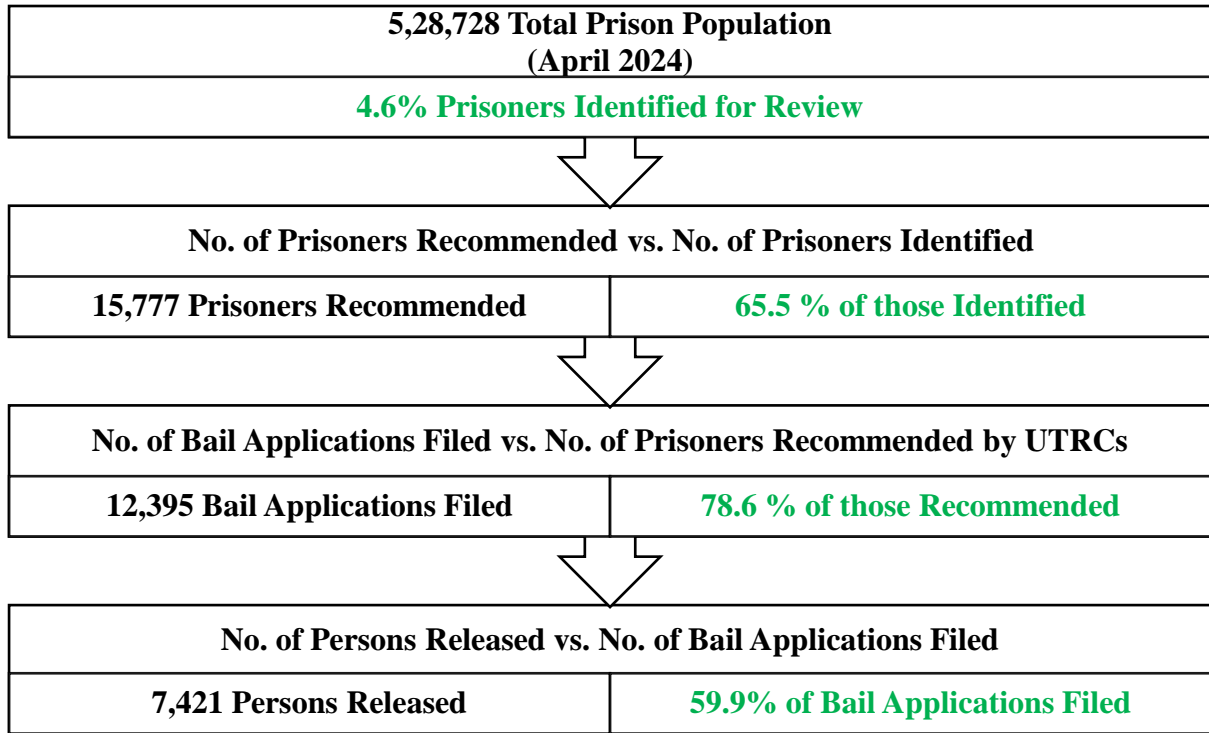 5,28,728 Total Prison Population
(April 2024)
4.6% Prisoners Identified for Review
No. of Prisoners Recommended vs. No. of Prisoners Identified
15,777 Prisoners Recommended
65.5 % of those Identified
No. of Bail Applications Filed vs. No. of Prisoners Recommended by UTRCs
12,395 Bail Applications Filed
78.6 % of those Recommended
No. of Persons Released vs. No. of Bail Applications Filed
7,421 Persons Released
59.9% of Bail Applications Filed